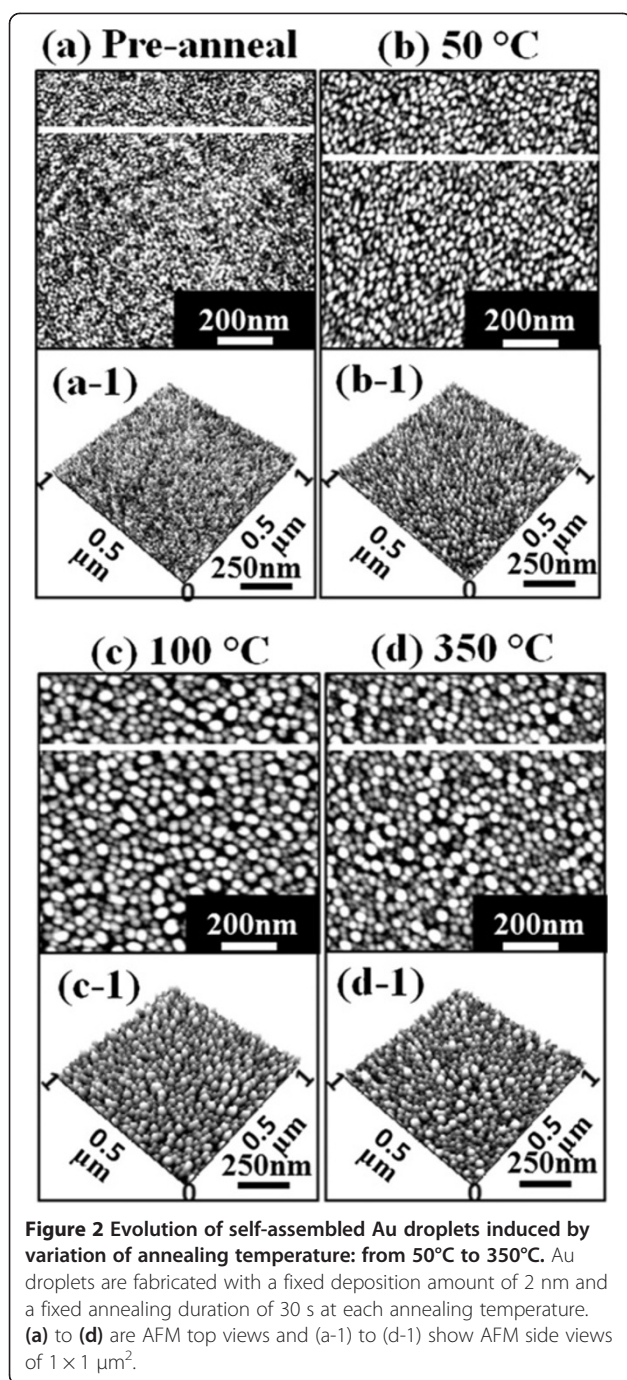 (a) Pre-anneal
(b) 50 °C
200nm
200nm
(a-1)
(b-1)
1
1
0.5
μm
0.5
μm
250nm
0
1
1
0.5
μm
0.5
μm
250nm
0
(c) 100 °C
(d) 350 °C
200nm
200nm
(c-1)
(d-1)
1
1
0.5
μm
0.5
μm
250nm
0
1
1
0.5
μm
0.5
μm
250nm
0
Figure 2 Evolution of self-assembled Au droplets induced by
variation of annealing temperature: from 50°C to 350°C. Au
droplets are fabricated with a fixed deposition amount of 2 nm and
a fixed annealing duration of 30 s at each annealing temperature.
(a) to (d) are AFM top views and (a-1) to (d-1) show AFM side views
of 1 × 1 μm².